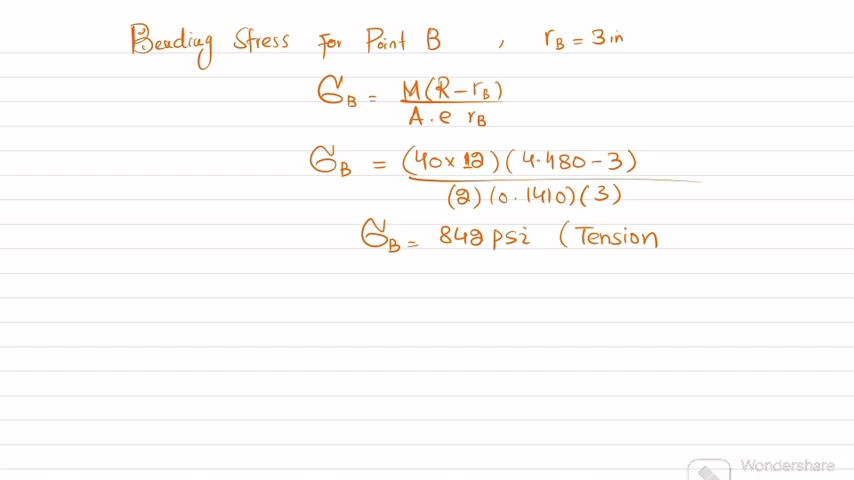 Bending Stress For Point B , rB = 3 in
σB = M(R - rB) / A . e rB
σB = (40 x 12) (4.480 - 3) / (2) (0.1410) (3)
σB = 842 psi (Tension
Wondershare